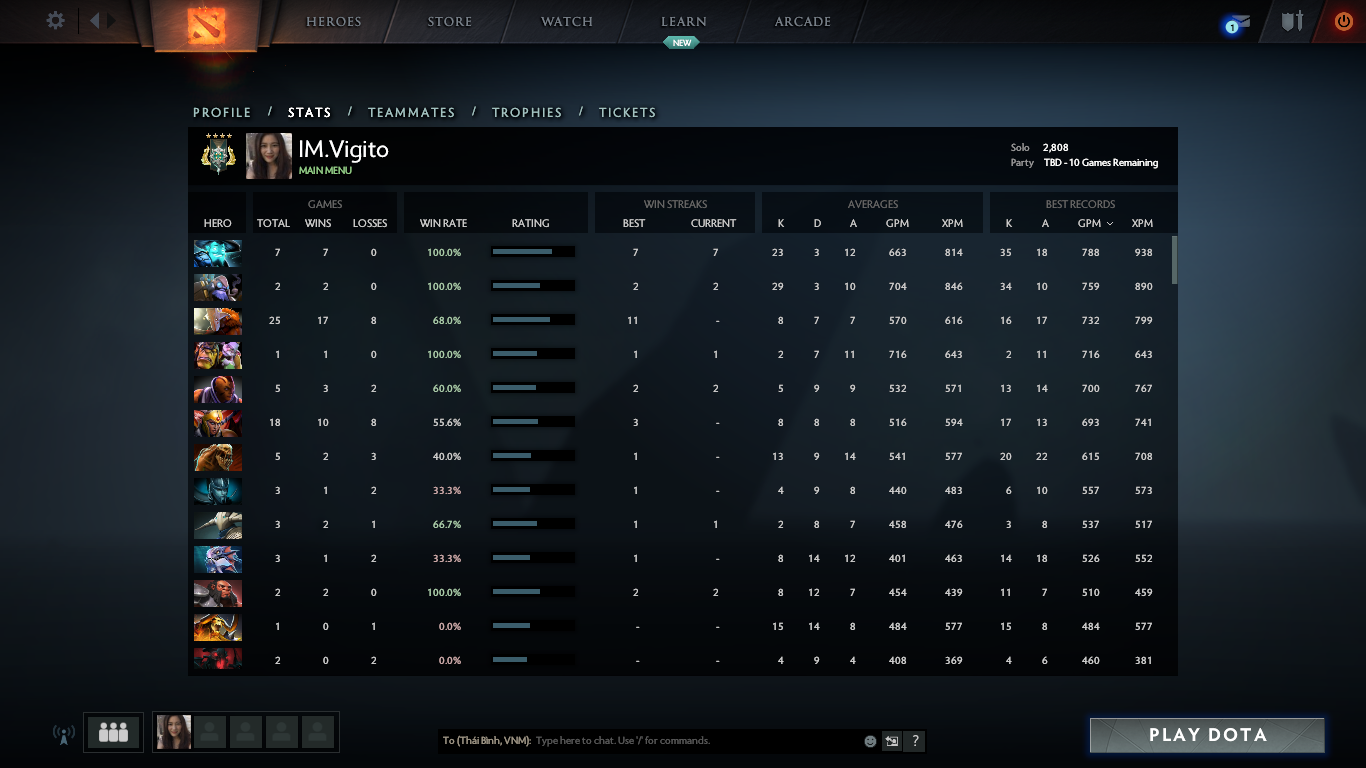 HEROES STORE WATCH LEARN ARCADE
NEW
1
PROFILE / STATS / TEAMMATES / TROPHIES / TICKETS
IM.Vigito
MAIN MENU
Solo 2,808
Party TBD - 10 Games Remaining
GAMES WIN STREAKS AVERAGES BEST RECORDS
HERO TOTAL WINS LOSSES WIN RATE RATING BEST CURRENT K D A GPM XPM K A GPM XPM
7 7 0 100.0% 7 7 23 3 12 663 814 35 18 788 938
2 2 0 100.0% 2 2 29 3 10 704 846 34 10 759 890
25 17 8 68.0% 11 - 8 7 7 570 616 16 17 732 799
1 1 0 100.0% 1 1 2 7 11 716 643 2 11 716 643
5 3 2 60.0% 2 2 5 9 9 532 571 13 14 700 767
18 10 8 55.6% 3 - 8 8 8 516 594 17 13 693 741
5 2 3 40.0% 1 - 13 9 14 541 577 20 22 615 708
3 1 2 33.3% 1 - 4 9 8 440 483 6 10 557 573
3 2 1 66.7% 1 1 2 8 7 458 476 3 8 537 517
3 1 2 33.3% 1 - 8 14 12 401 463 14 18 526 552
2 2 0 100.0% 2 2 8 12 7 454 439 11 7 510 459
1 0 1 0.0% - - 15 14 8 484 577 15 8 484 577
2 0 2 0.0% - - 4 9 4 408 369 4 6 460 381
To (Thái Bình, VNM): Type here to chat. Use '/' for commands.
?
PLAY DOTA